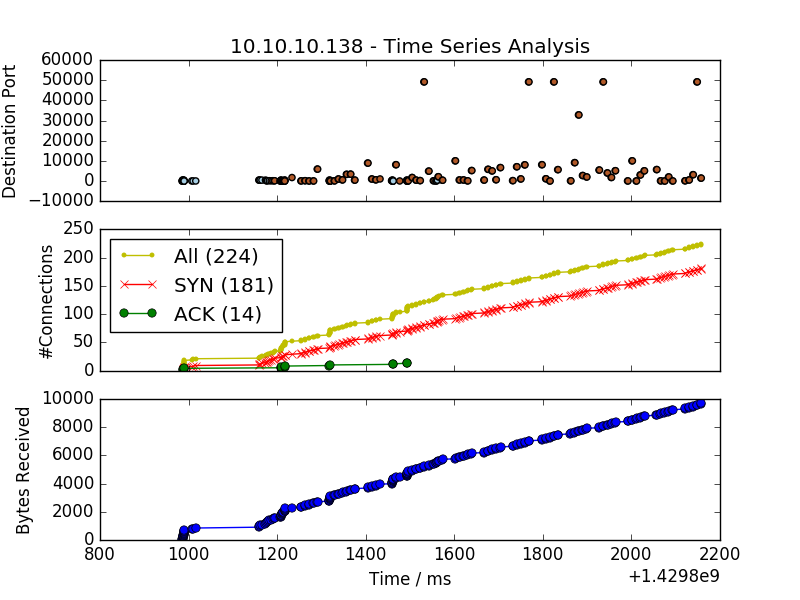 10.10.10.138 - Time Series Analysis
Destination Port
60000
50000
40000
30000
20000
10000
0
−10000
#Connections
250
200
150
100
50
0
All (224)
SYN (181)
ACK (14)
Bytes Received
10000
8000
6000
4000
2000
0
800 1000 1200 1400 1600 1800 2000 2200
Time / ms
+1.4298e9